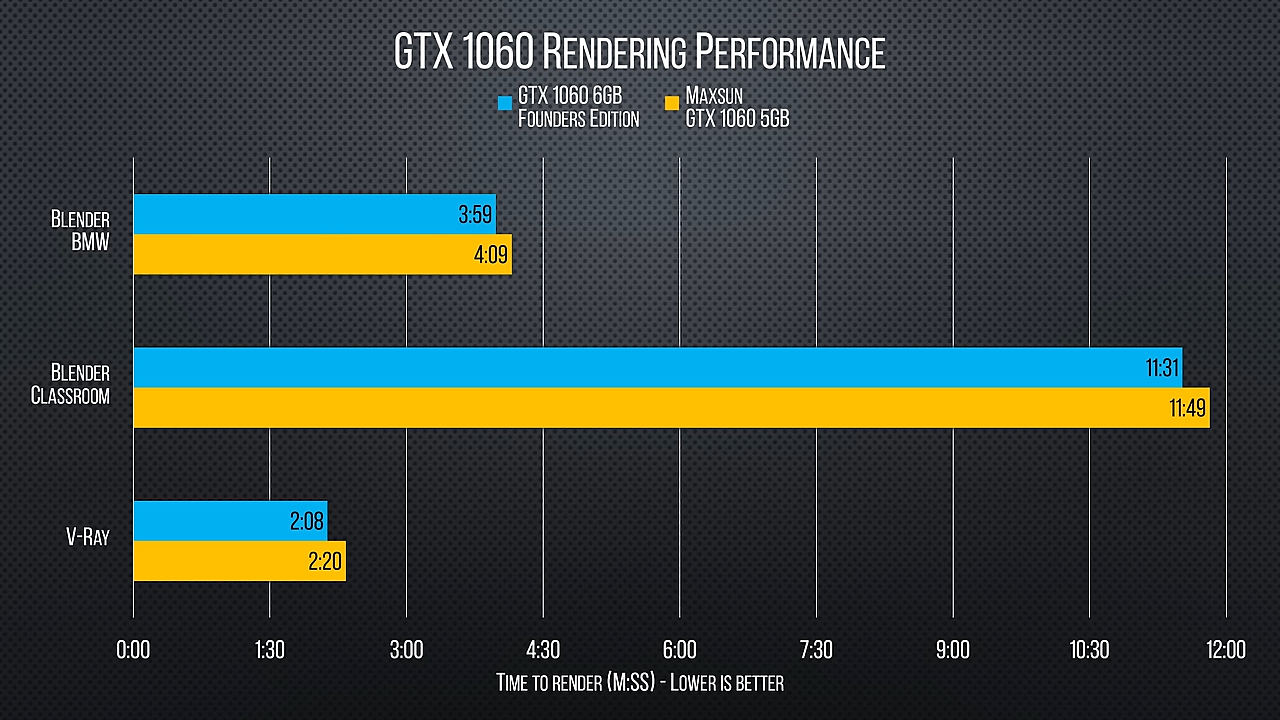 GTX 1060 Rendering Performance
GTX 1060 6GB
Founders Edition
Maxsun
GTX 1060 5GB
Blender
BMW
3:59
4:09
Blender
Classroom
11:31
11:49
V-Ray
2:08
2:20
0:00 1:30 3:00 4:30 6:00 7:30 9:00 10:30 12:00
Time to render (M:SS) - Lower is better